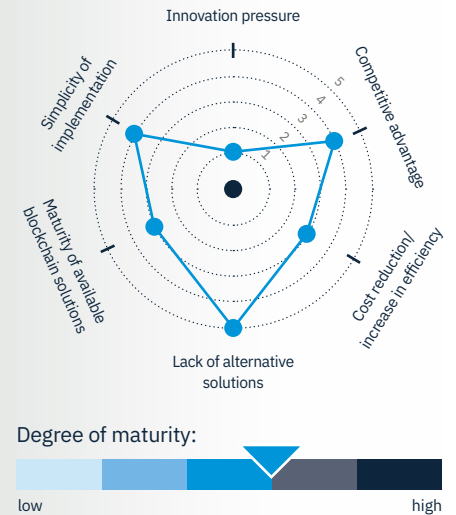 Innovation pressure
Simplicity of
implementation
Competitive advantage
5
4
3
2
1
Maturity of available
blockchain solutions
Cost reduction/
increase in efficiency
Lack of alternative
solutions
Degree of maturity:
low
high